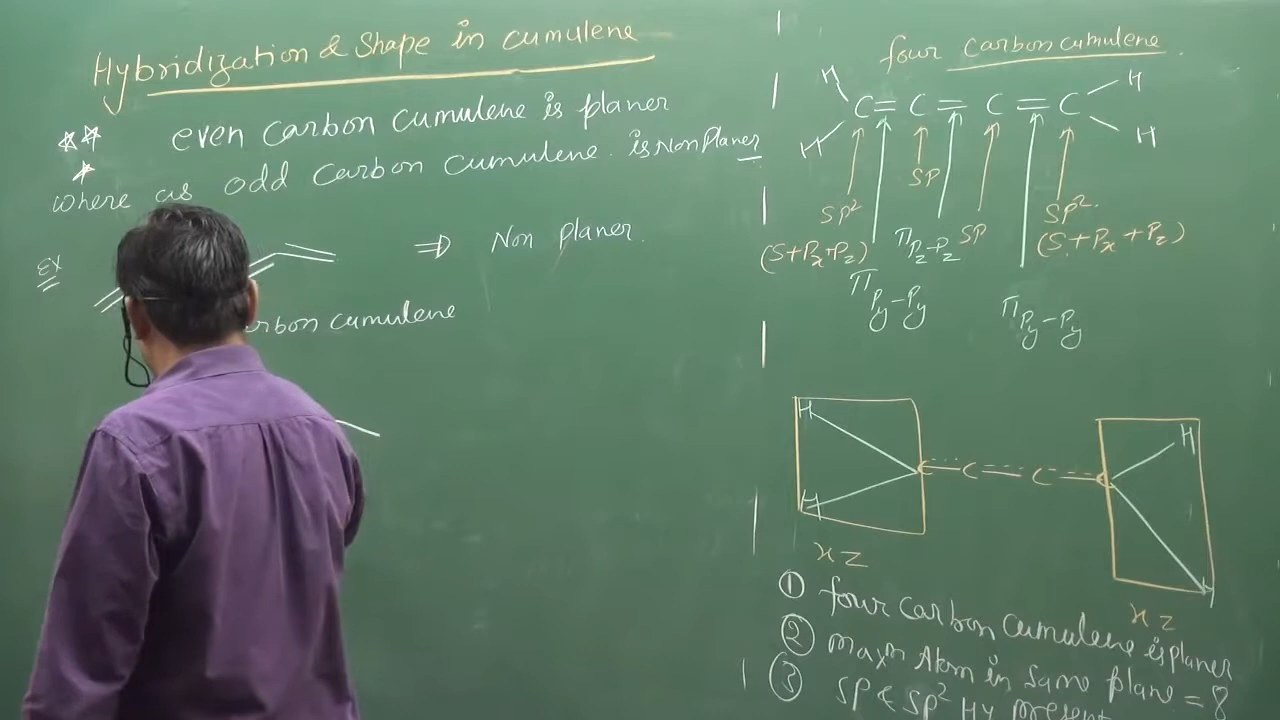 Hybridization & Shape in cumulene
even carbon cumulene is planer
where as odd carbon cumulene is Non Planer
Ex
⇒ Non planer.
cumulene
four carbon cumulene.
H H
C = C = C = C
H H
SP² SP SP SP²
(S+Px+Pz) πPz-Pz (S+Px+Pz)
πPy-Py πPy-Py
H H
C C C C
H H
xz
xz
① four carbon cumulene is planer
② maxm Atom in same plane = 8
③ SP & SP² Hy present